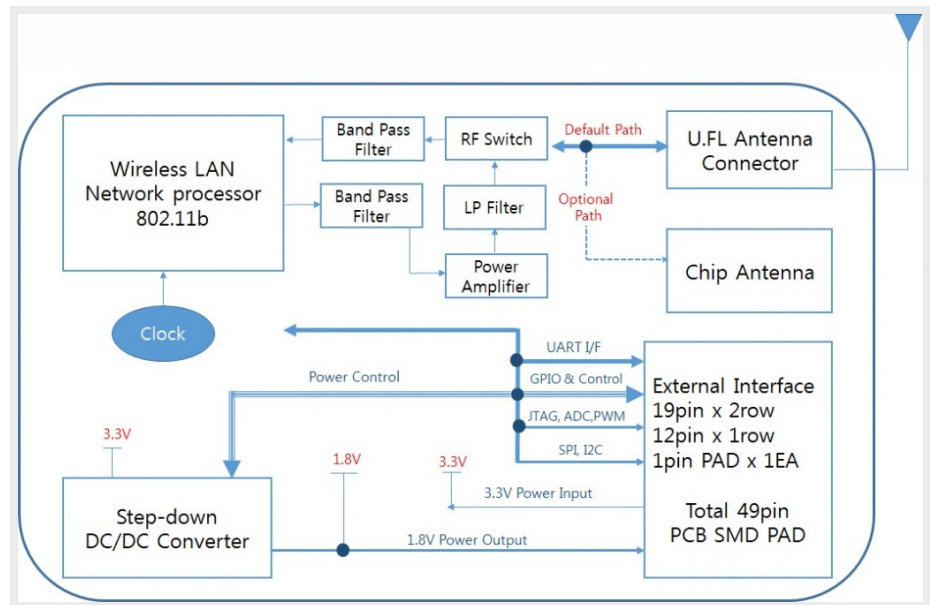 Wireless LAN
Network processor
802.11b
Band Pass
Filter
RF Switch
Default Path
U.FL Antenna
Connector
Band Pass
Filter
LP Filter
Optional
Path
Power
Amplifier
Chip Antenna
Clock
UART I/F
Power Control
GPIO & Control
JTAG, ADC,PWM
SPI, I2C
External Interface
19pin x 2row
12pin x 1row
1pin PAD x 1EA
Total 49pin
PCB SMD PAD
3.3V
1.8V
3.3V
3.3V Power Input
Step-down
DC/DC Converter
1.8V Power Output